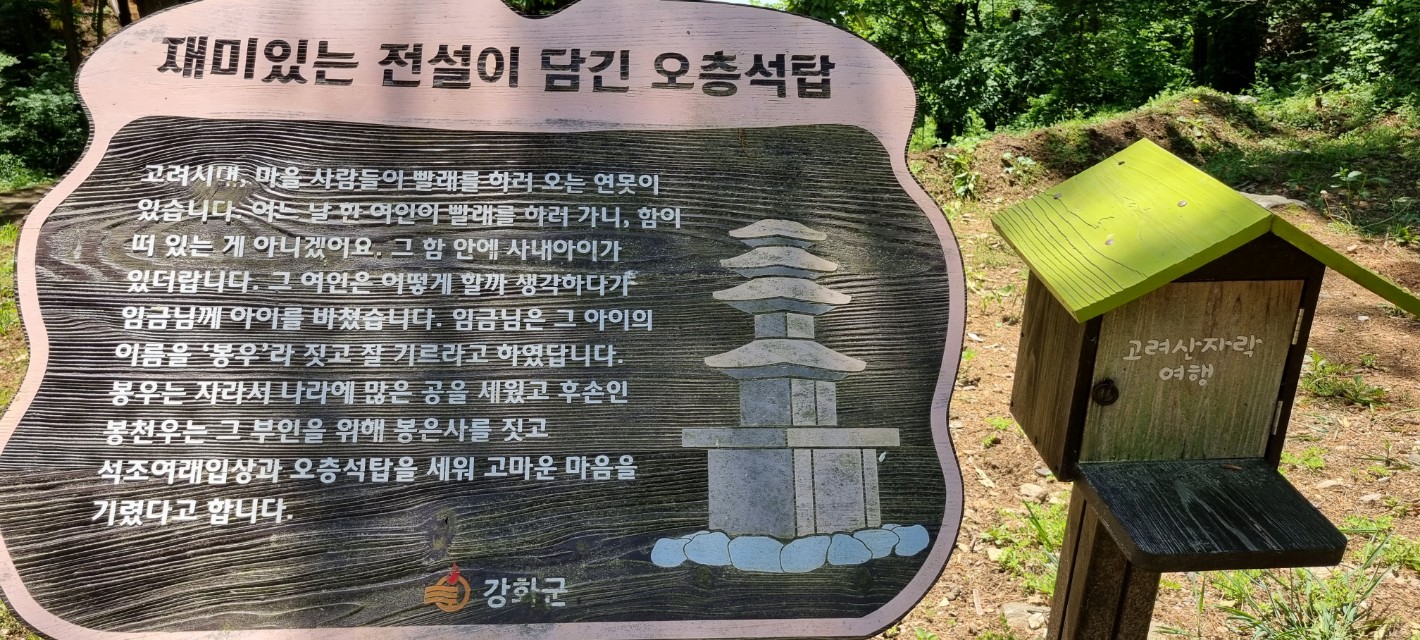 재미있는 전설이 담긴 오층석탑
고려시대, 마을 사람들이 빨래를 하러 오는 연못이
있습니다. 어느 날 한 여인이 빨래를 하러 가니, 함이
떠 있는 게 아니겠어요. 그 함 안에 사내아이가
있더랍니다. 그 여인은 어떻게 할까 생각하다가
임금님께 아이를 바쳤습니다. 임금님은 그 아이의
이름을 ‘봉우’라 짓고 잘 기르라고 하였답니다.
봉우는 자라서 나라에 많은 공을 세웠고 후손인
봉천우는 그 부인을 위해 봉은사를 짓고
석조여래입상과 오층석탑을 세워 고마운 마음을
기렸다고 합니다.
강화군
고려산자락
여행